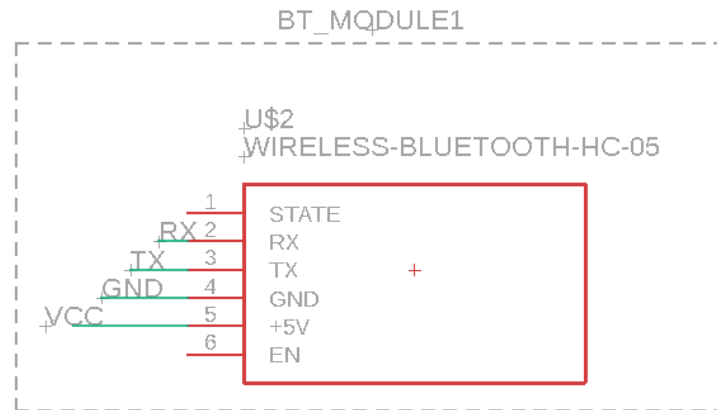 BT_MODULE1
U$2
WIRELESS-BLUETOOTH-HC-05
1 STATE
RX 2 RX
TX 3 TX
GND 4 GND
VCC 5 +5V
6 EN